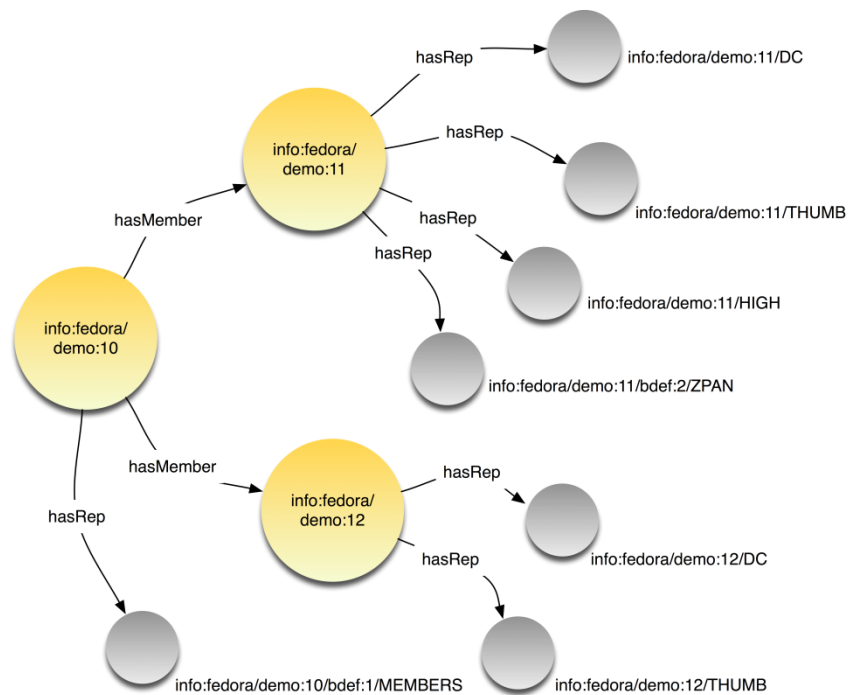 hasRep
info:fedora/demo:11/DC
info:fedora/
demo:11
hasRep
info:fedora/demo:11/THUMB
hasMember
hasRep
hasRep
info:fedora/demo:11/HIGH
info:fedora/
demo:10
info:fedora/demo:11/bdef:2/ZPAN
hasMember
hasRep
info:fedora/
demo:12
hasRep
hasRep
info:fedora/demo:12/DC
info:fedora/demo:10/bdef:1/MEMBERS
info:fedora/demo:12/THUMB